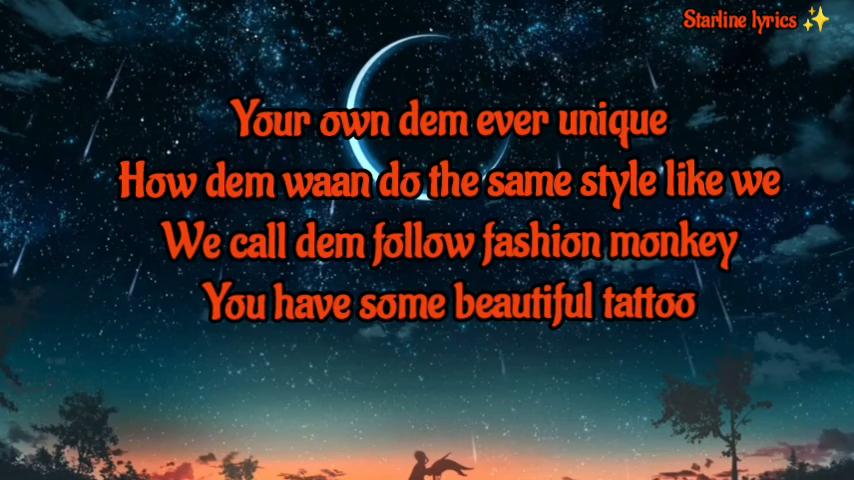 Starline lyrics ✨
Your own dem ever unique
How dem waan do the same style like we
We call dem follow fashion monkey
You have some beautiful tattoo